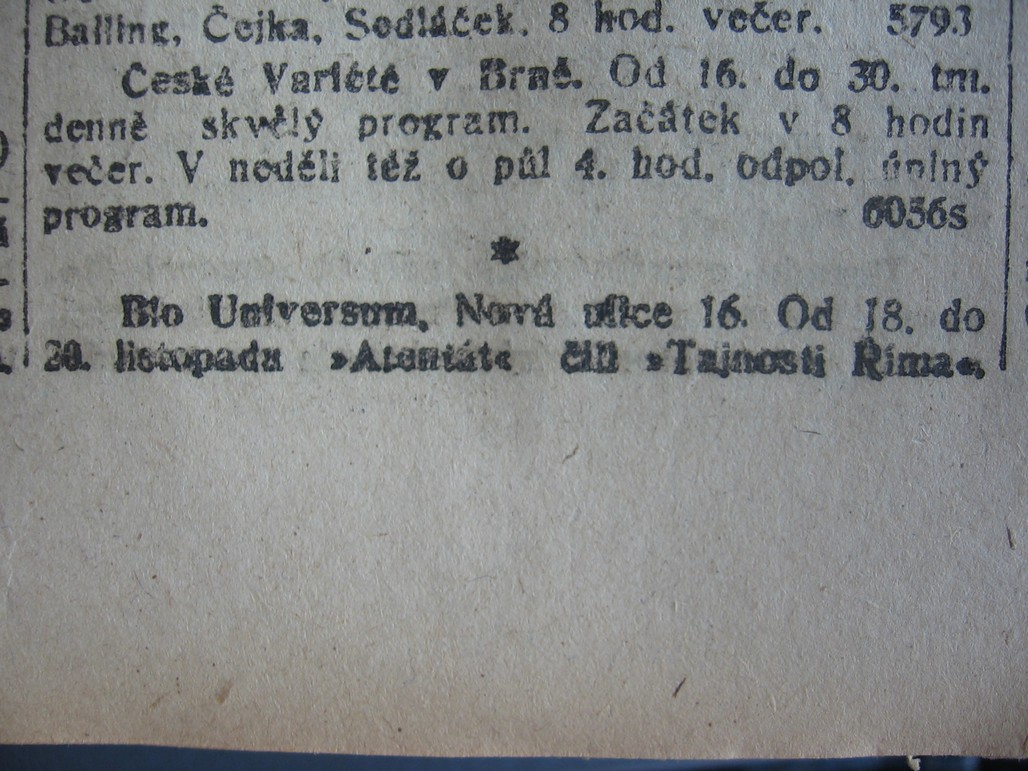 Balling, Čejka, Sedláček. 8 hod. večer. 5793
České Variété v Brně. Od 16. do 30. tm.
denně skvělý program. Začátek v 8 hodin
večer. V neděli též o půl 4. hod. odpol. úplný
program. 6056s
*
Bio Universum, Nová ulice 16. Od 18. do
20. listopadu »Atentát« čili »Tajnosti Říma«.